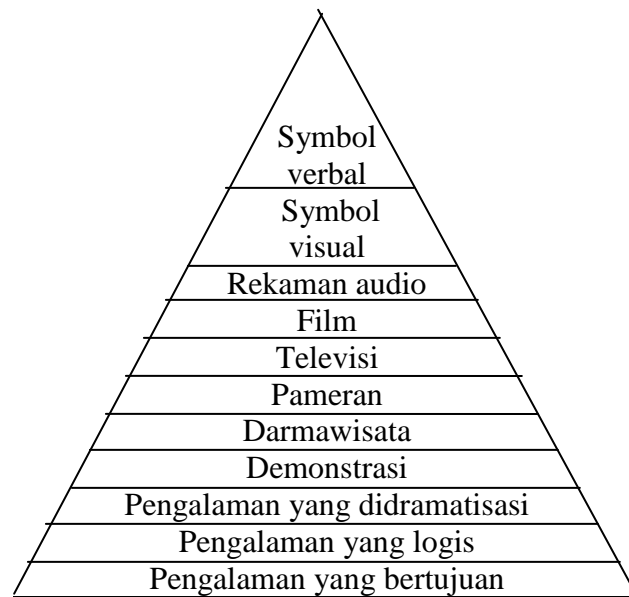 Symbol
verbal
Symbol
visual
Rekaman audio
Film
Televisi
Pameran
Darmawisata
Demonstrasi
Pengalaman yang didramatisasi
Pengalaman yang logis
Pengalaman yang bertujuan